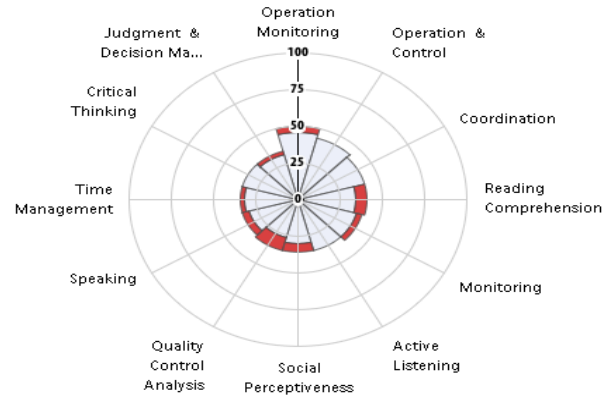 Operation
Monitoring
Operation &
Control
Coordination
Reading
Comprehension
Monitoring
Active
Listening
Social
Perceptiveness
Quality
Control
Analysis
Speaking
Time
Management
Critical
Thinking
Judgment &
Decision Ma...
100
75
50
25
0